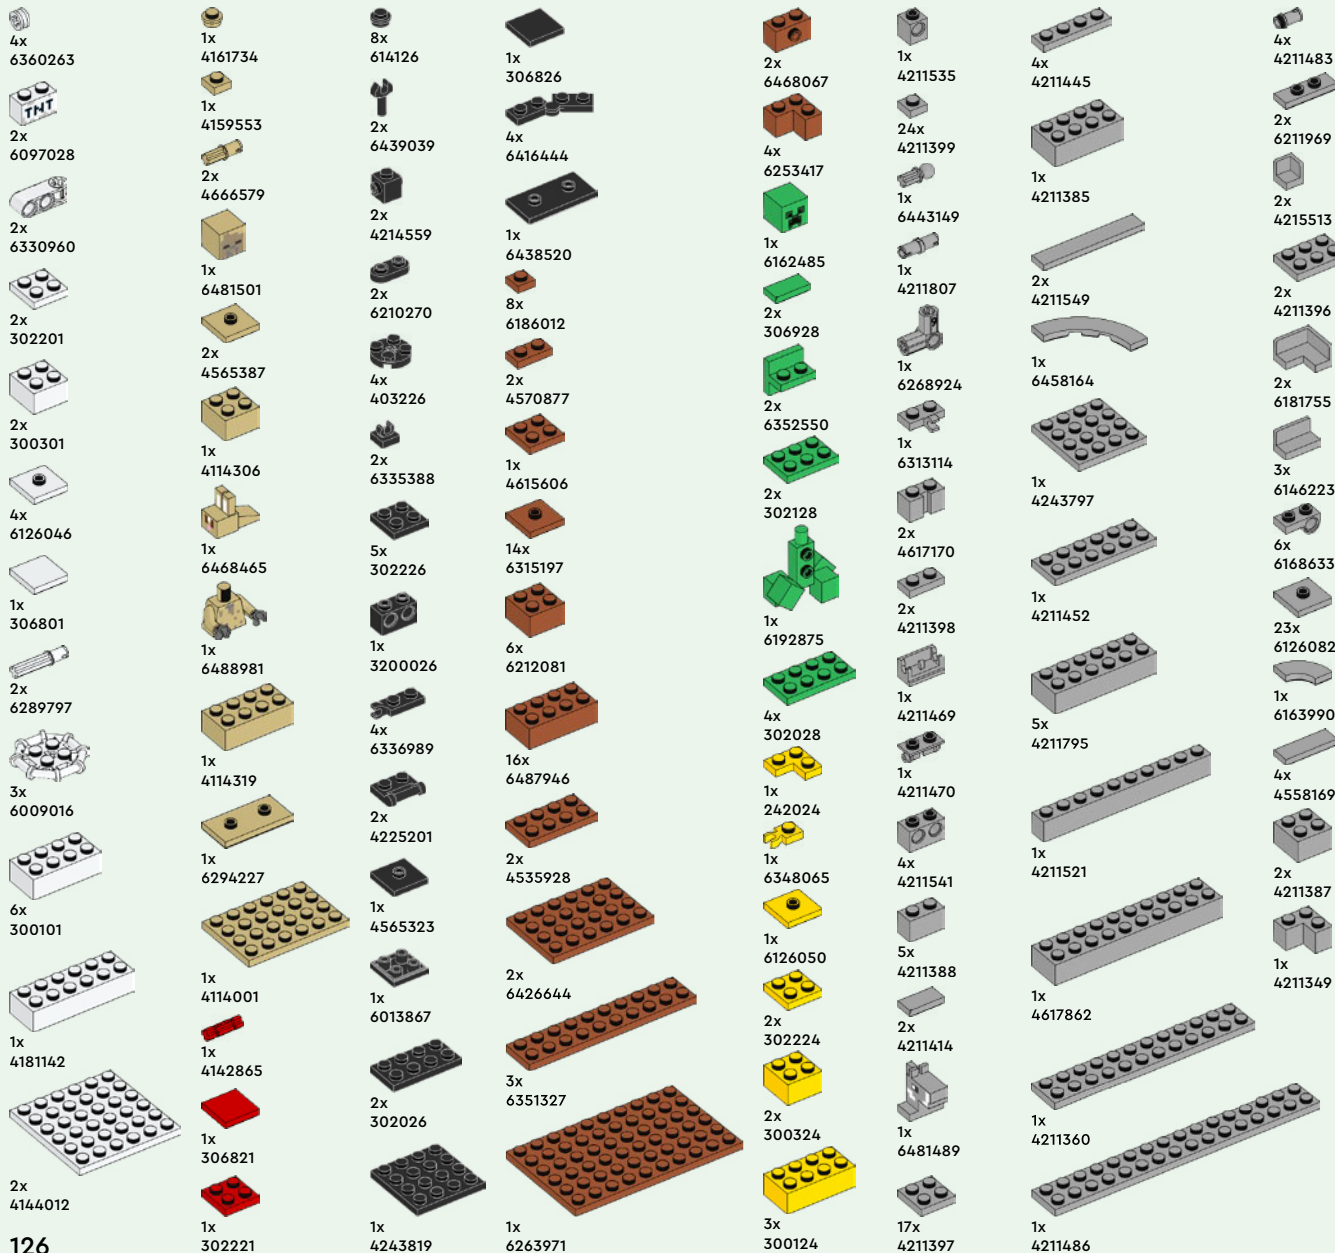 4x
6360263
TNT
2x
6097028
2x
6330960
2x
302201
2x
300301
4x
6126046
1x
306801
2x
6289797
3x
6009016
6x
300101
1x
4181142
2x
4144012
126
1x
4161734
1x
4159553
2x
4666579
1x
6481501
2x
4565387
1x
4114306
1x
6468465
1x
6488981
1x
4114319
1x
6294227
1x
4114001
1x
4142865
1x
306821
1x
302221
8x
614126
2x
6439039
2x
4214559
2x
6210270
4x
403226
2x
6335388
5x
302226
1x
3200026
4x
6336989
2x
4225201
1x
4565323
1x
6013867
2x
302026
1x
4243819
1x
306826
4x
6416444
1x
6438520
8x
6186012
2x
4570877
1x
4615606
14x
6315197
6x
6212081
16x
6487946
2x
4535928
2x
6426644
3x
6351327
1x
6263971
2x
6468067
4x
6253417
1x
6162485
2x
306928
2x
6352550
2x
302128
1x
6192875
4x
302028
1x
242024
1x
6348065
1x
6126050
2x
302224
2x
300324
3x
300124
1x
4211535
24x
4211399
1x
6443149
1x
4211807
1x
6268924
1x
6313114
2x
4617170
2x
4211398
1x
4211469
1x
4211470
4x
4211541
5x
4211388
2x
4211414
1x
6481489
17x
4211397
4x
4211445
1x
4211385
2x
4211549
1x
6458164
1x
4243797
1x
4211452
5x
4211795
1x
4211521
1x
4617862
1x
4211360
1x
4211486
4x
4211483
2x
6211969
2x
4215513
2x
4211396
2x
6181755
3x
6146223
6x
6168633
23x
6126082
1x
6163990
4x
4558169
2x
4211387
1x
4211349